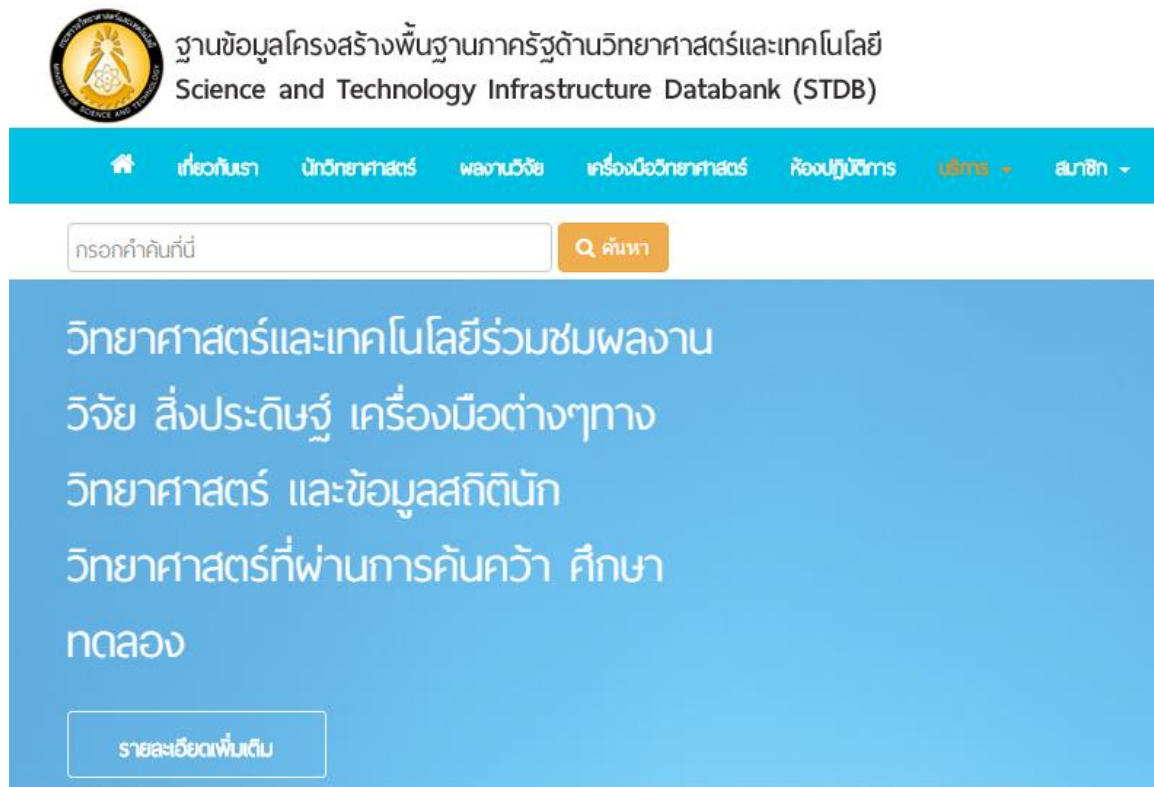 ฐานข้อมูลโครงสร้างพื้นฐานภาครัฐด้านวิทยาศาสตร์และเทคโนโลยี
Science and Technology Infrastructure Databank (STDB)
เกี่ยวกับเรา นักวิทยาศาสตร์ ผลงานวิจัย เครื่องมือวิทยาศาสตร์ ห้องปฏิบัติการ บริการ สมาชิก
กรอกคำค้นที่นี่ ค้นหา
วิทยาศาสตร์และเทคโนโลยีร่วมชมผลงาน
วิจัย สิ่งประดิษฐ์ เครื่องมือต่างๆทาง
วิทยาศาสตร์ และข้อมูลสถิตินัก
วิทยาศาสตร์ที่ผ่านการค้นคว้า ศึกษา
ทดลอง
รายละเอียดเพิ่มเติม